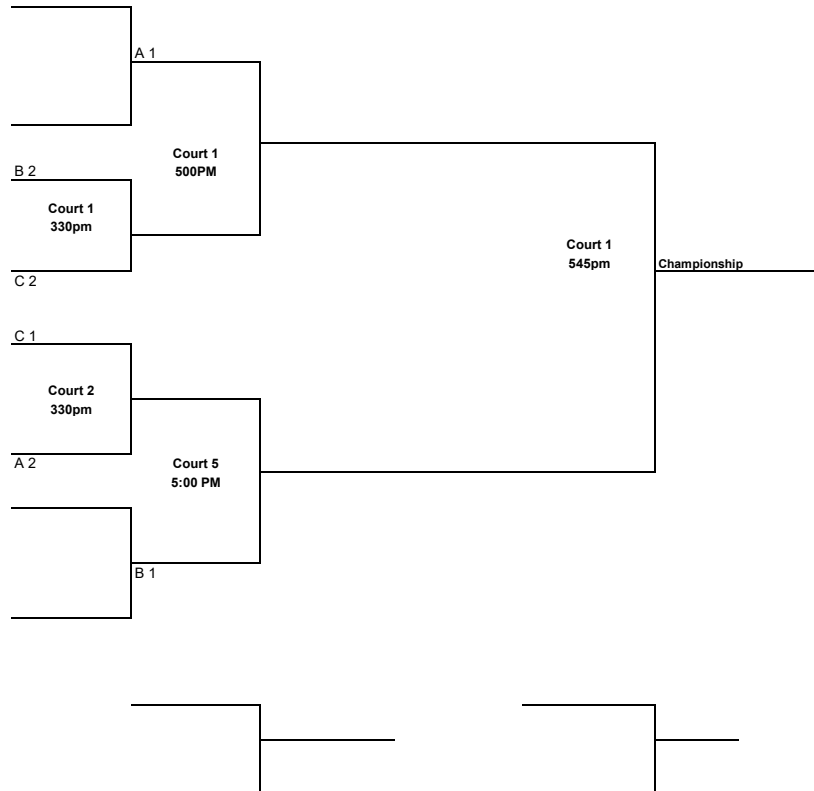 A 1
Court 1
500PM
B 2
Court 1
330pm
C 2
Court 1
545pm
Championship
C 1
Court 2
330pm
A 2
Court 5
5:00 PM
B 1